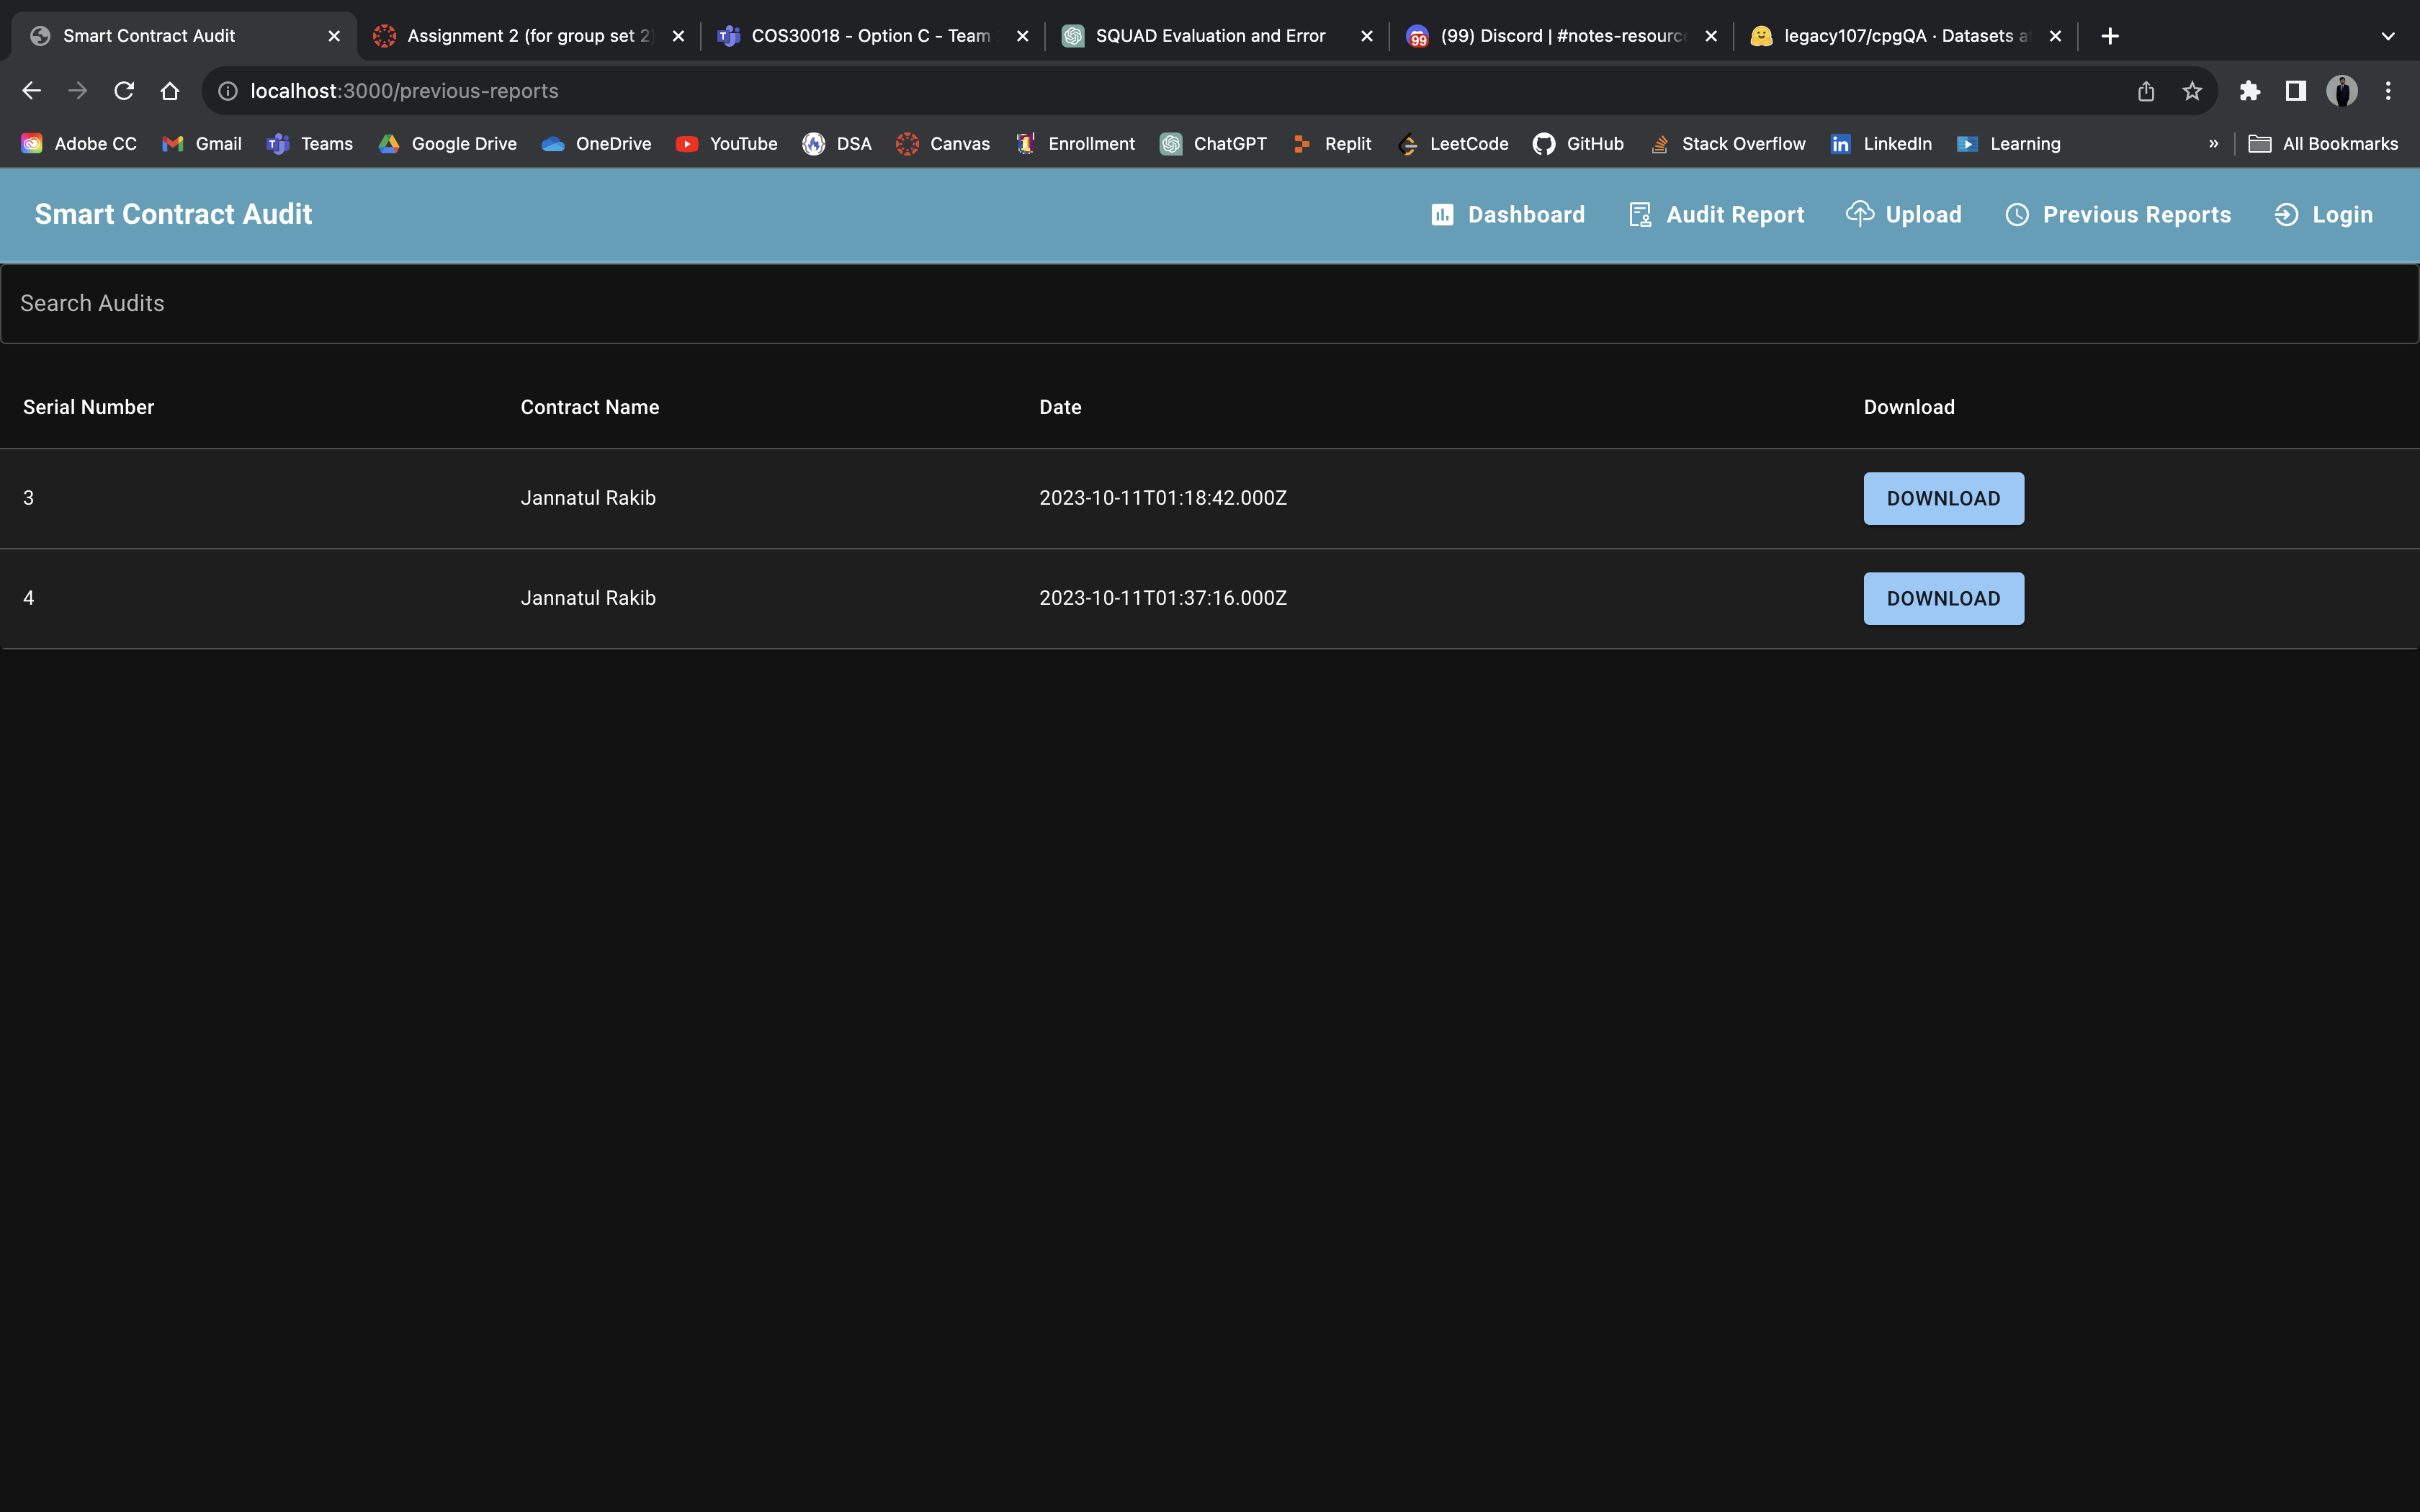 Smart Contract Audit
Assignment 2 (for group set 2)
COS30018 - Option C - Team
SQUAD Evaluation and Error
(99) Discord | #notes-resourc
legacy107/cpgQA · Datasets a
localhost:3000/previous-reports
Adobe CC Gmail Teams Google Drive OneDrive YouTube DSA Canvas Enrollment ChatGPT Replit LeetCode GitHub Stack Overflow LinkedIn Learning » All Bookmarks
Smart Contract Audit Dashboard Audit Report Upload Previous Reports Login
Search Audits
Serial Number Contract Name Date Download
3 Jannatul Rakib 2023-10-11T01:18:42.000Z DOWNLOAD
4 Jannatul Rakib 2023-10-11T01:37:16.000Z DOWNLOAD